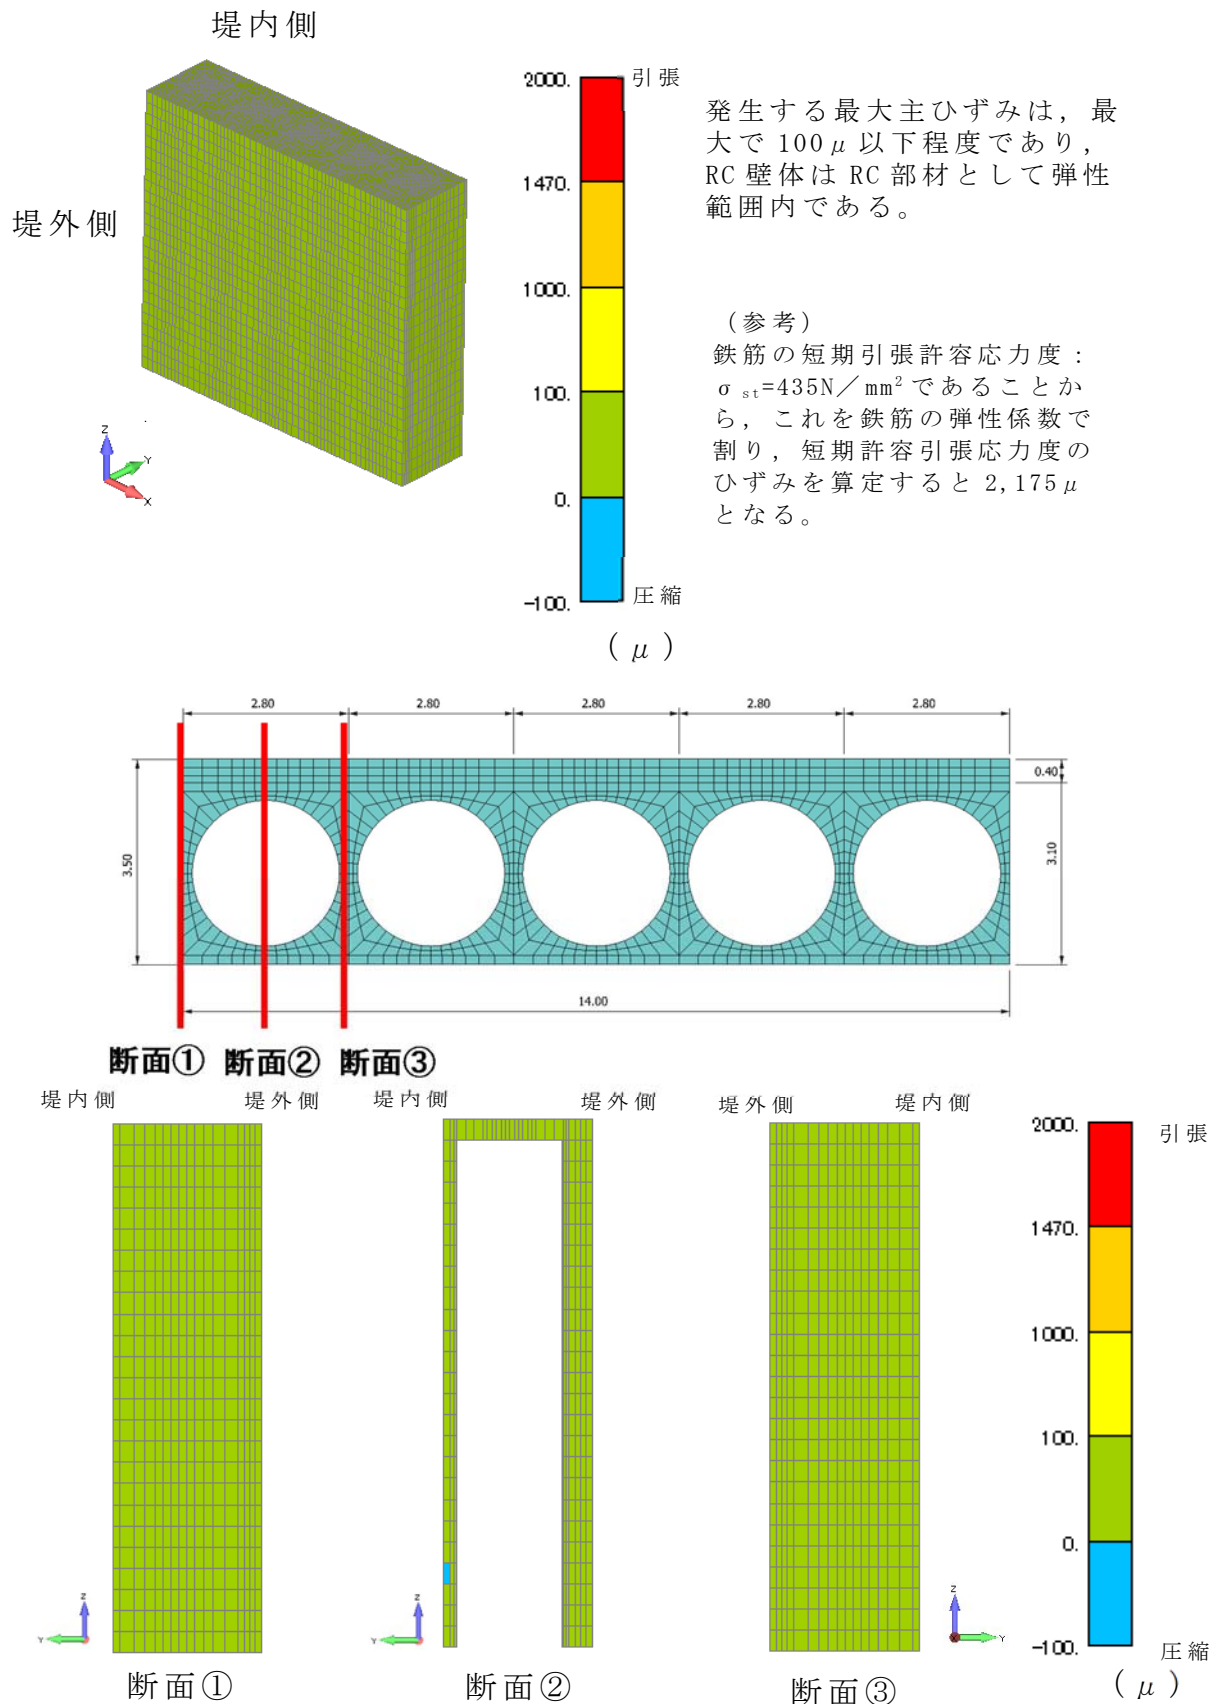 堤内側
堤外側
2000.
引張
1470.
1000.
100.
0.
-100.
圧縮
(μ)
Z
Y
X
発生する最大主ひずみは，最
大で100μ以下程度であり，
RC壁体はRC部材として弾性
範囲内である。
(参考)
鉄筋の短期引張許容応力度：
σst=435N／mm²であることか
ら，これを鉄筋の弾性係数で
割り，短期許容引張応力度の
ひずみを算定すると2,175μ
となる。
2.80
2.80
2.80
2.80
2.80
3.50
0.40
3.10
14.00
断面①
断面②
断面③
堤内側
堤外側
堤内側
堤外側
堤外側
堤内側
2000.
引張
1470.
1000.
100.
0.
-100.
圧縮
(μ)
Z
Y
Z
Y
Z
X
Y
断面①
断面②
断面③